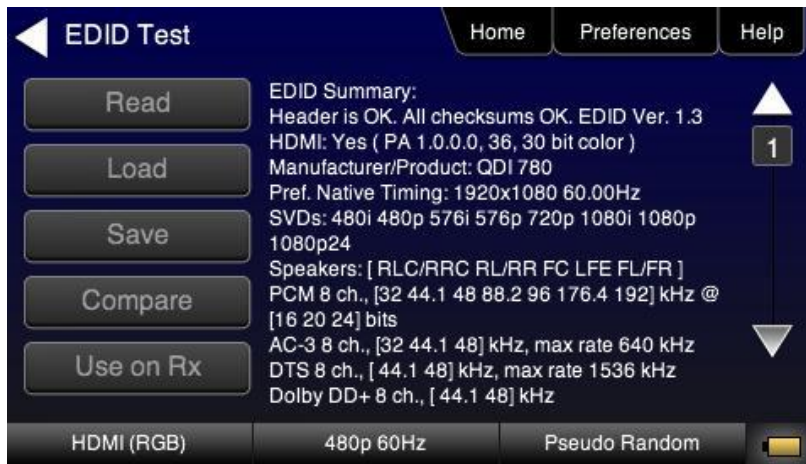 EDID Test
Home
Preferences
Help
Read
Load
Save
Compare
Use on Rx
EDID Summary:
Header is OK. All checksums OK. EDID Ver. 1.3
HDMI: Yes ( PA 1.0.0.0, 36, 30 bit color )
Manufacturer/Product: QDI 780
Pref. Native Timing: 1920x1080 60.00Hz
SVDs: 480i 480p 576i 576p 720p 1080i 1080p
1080p24
Speakers: [ RLC/RRC RL/RR FC LFE FL/FR ]
PCM 8 ch., [32 44.1 48 88.2 96 176.4 192] kHz @
[16 20 24] bits
AC-3 8 ch., [32 44.1 48] kHz, max rate 640 kHz
DTS 8 ch., [ 44.1 48] kHz, max rate 1536 kHz
Dolby DD+ 8 ch., [ 44.1 48] kHz
1
HDMI (RGB)
480p 60Hz
Pseudo Random